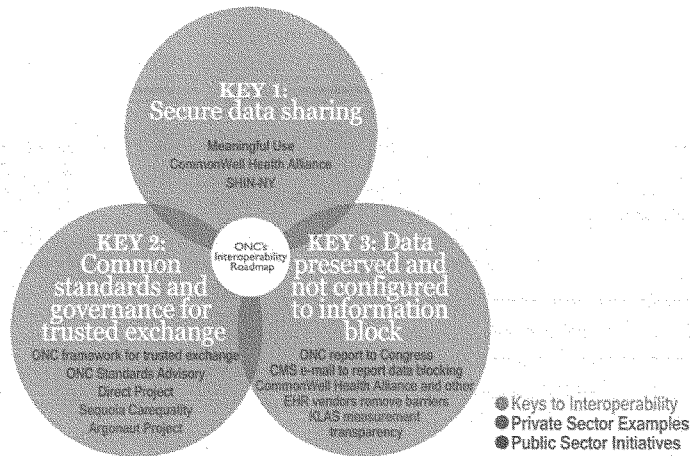 KEY 1:
Secure data sharing
Meaningful Use
CommonWell Health Alliance
SHIN-NY
ONC's
Interoperability
Roadmap
KEY 2:
Common
standards and
governance for
trusted exchange
ONC framework for trusted exchange
ONC Standards Advisory
Direct Project
Sequoia Carequality
Argonaut Project
KEY 3: Data
preserved and
not configured
to information
block
ONC report to Congress
CMS e-mail to report data blocking
CommonWell Health Alliance and other
EHR vendors remove barriers
KLAS measurement
transparency
Keys to Interoperability
Private Sector Examples
Public Sector Initiatives